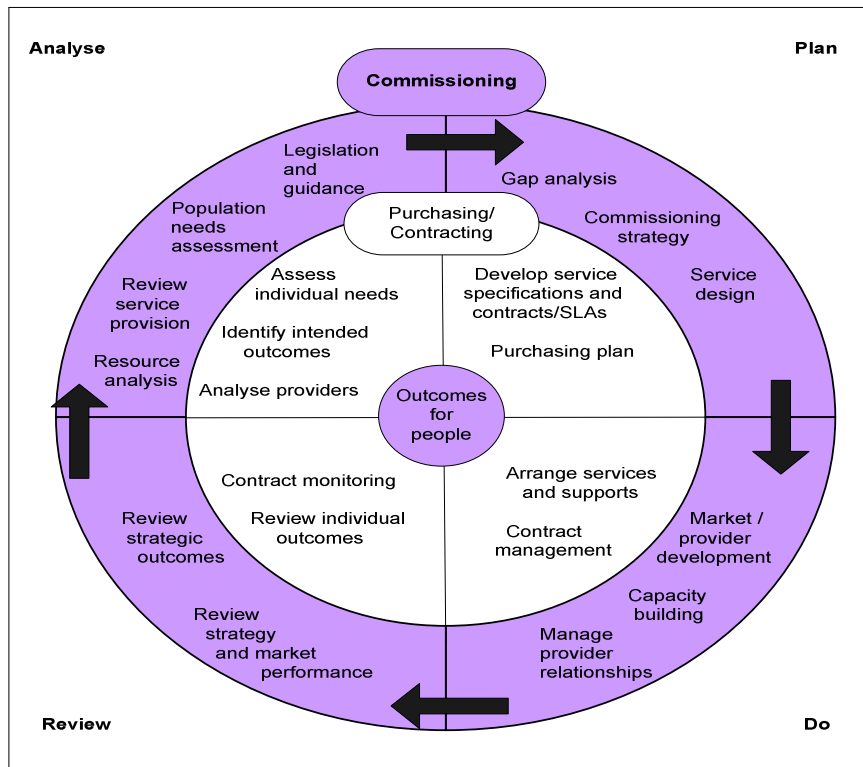 Analyse
Plan
Commissioning
Legislation
and
guidance
Population
needs
assessment
Review
service
provision
Resource
analysis
Gap analysis
Commissioning
strategy
Service
design
Purchasing/
Contracting
Assess
individual needs
Identify intended
outcomes
Analyse providers
Develop service
specifications and
contracts/SLAs
Purchasing plan
Outcomes
for
people
Contract monitoring
Review individual
outcomes
Arrange services
and supports
Contract
management
Review
strategic
outcomes
Review
strategy
and market
performance
Market /
provider
development
Capacity
building
Manage
provider
relationships
Review
Do